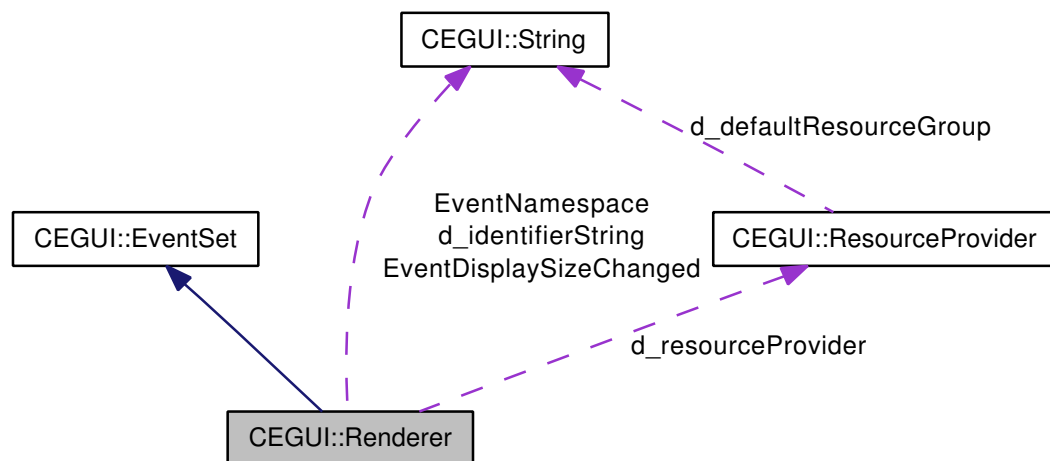 CEGUI::String
d_defaultResourceGroup
EventNamespace
d_identifierString
EventDisplaySizeChanged
CEGUI::EventSet
CEGUI::ResourceProvider
d_resourceProvider
CEGUI::Renderer